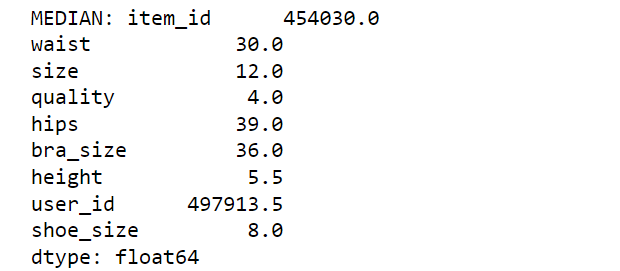 MEDIAN: item_id      454030.0
waist              30.0
size               12.0
quality             4.0
hips               39.0
bra_size           36.0
height              5.5
user_id        497913.5
shoe_size           8.0
dtype: float64